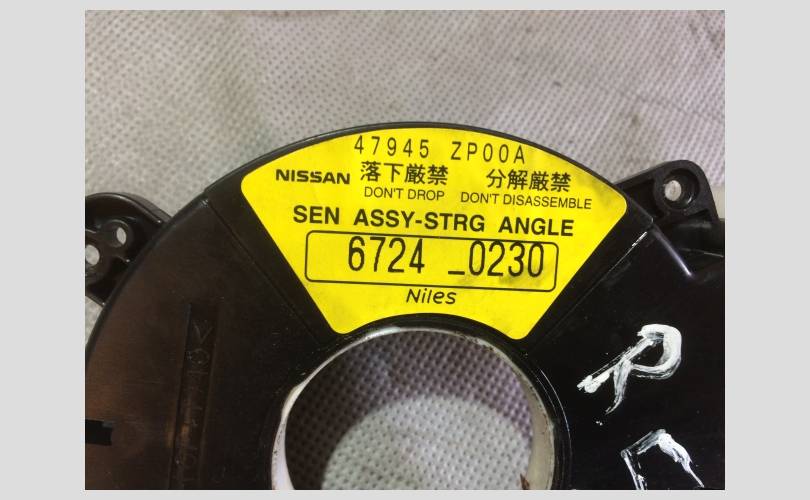 47945 ZP00A
NISSAN 落下厳禁 分解厳禁
DON'T DROP DON'T DISASSEMBLE
SEN ASSY-STRG ANGLE
6724 _0230
Niles
R